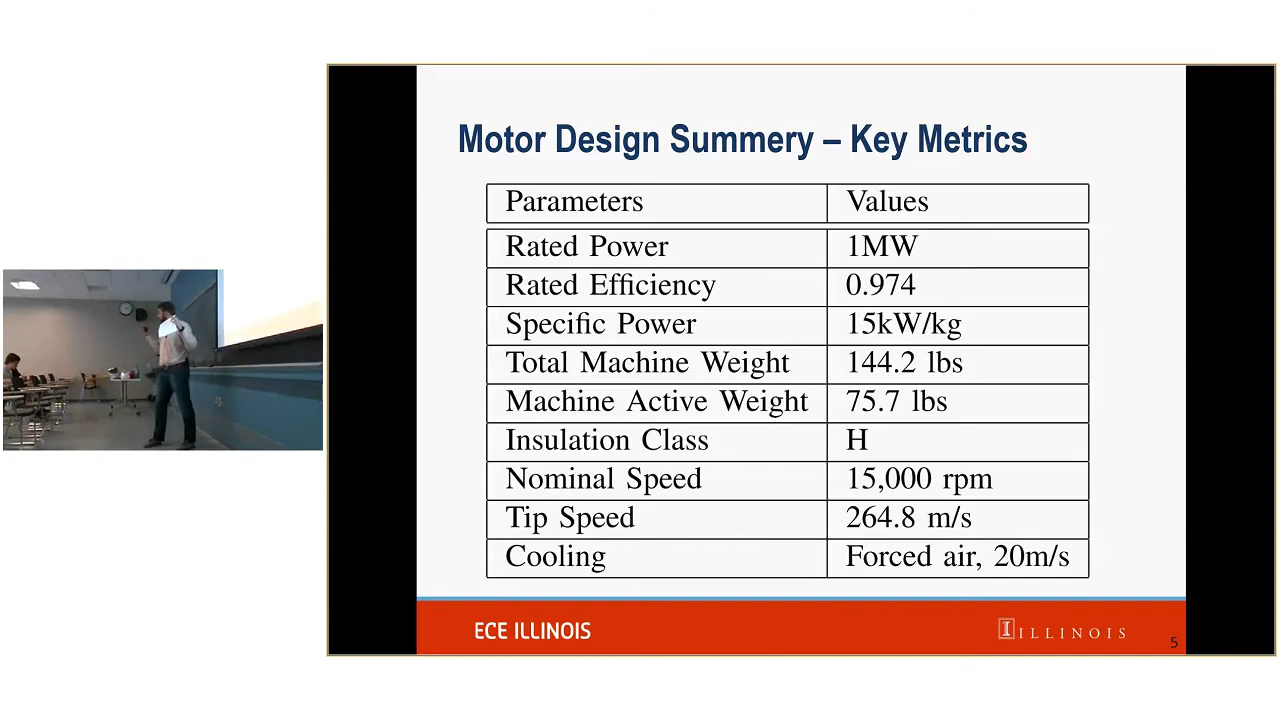 Motor Design Summery – Key Metrics
Parameters Values
Rated Power 1MW
Rated Efficiency 0.974
Specific Power 15kW/kg
Total Machine Weight 144.2 lbs
Machine Active Weight 75.7 lbs
Insulation Class H
Nominal Speed 15,000 rpm
Tip Speed 264.8 m/s
Cooling Forced air, 20m/s
ECE ILLINOIS
I ILLINOIS
5